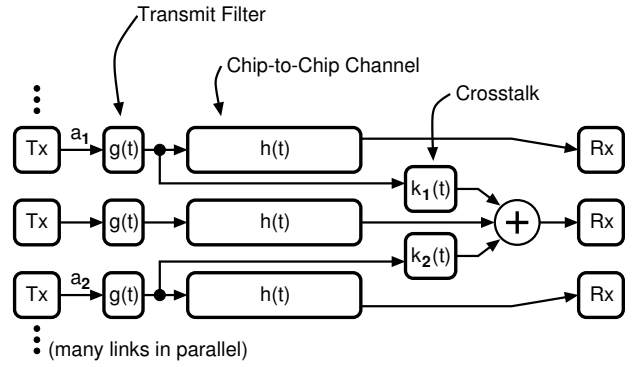 Transmit Filter
Chip-to-Chip Channel
Crosstalk
Tx a1 g(t) h(t) Rx
k1(t)
Tx g(t) h(t) + Rx
k2(t)
Tx a2 g(t) h(t) Rx
(many links in parallel)